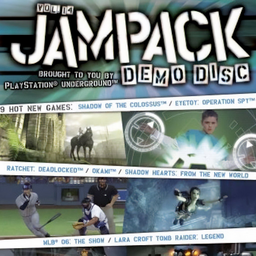 VOL. 14
JAMPACK
DEMO DISC
BROUGHT TO YOU BY
PLAYSTATION® UNDERGROUND™
9 HOT NEW GAMES: SHADOW OF THE COLOSSUS™ / EYETOY: OPERATION SPY™
RATCHET: DEADLOCKED™ / OKAMI™ / SHADOW HEARTS: FROM THE NEW WORLD
MLB® 06: THE SHOW / LARA CROFT TOMB RAIDER: LEGEND